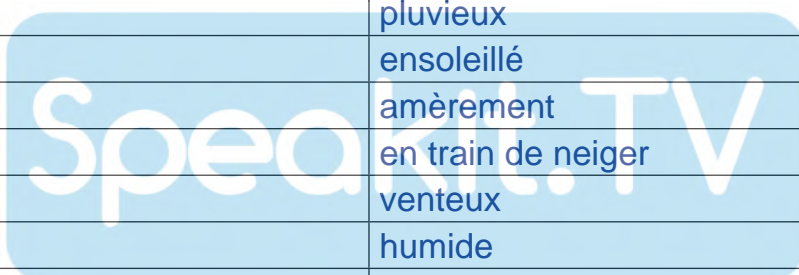 pluvieux
ensoleillé
amèrement
en train de neiger
venteux
humide
Speakit.TV